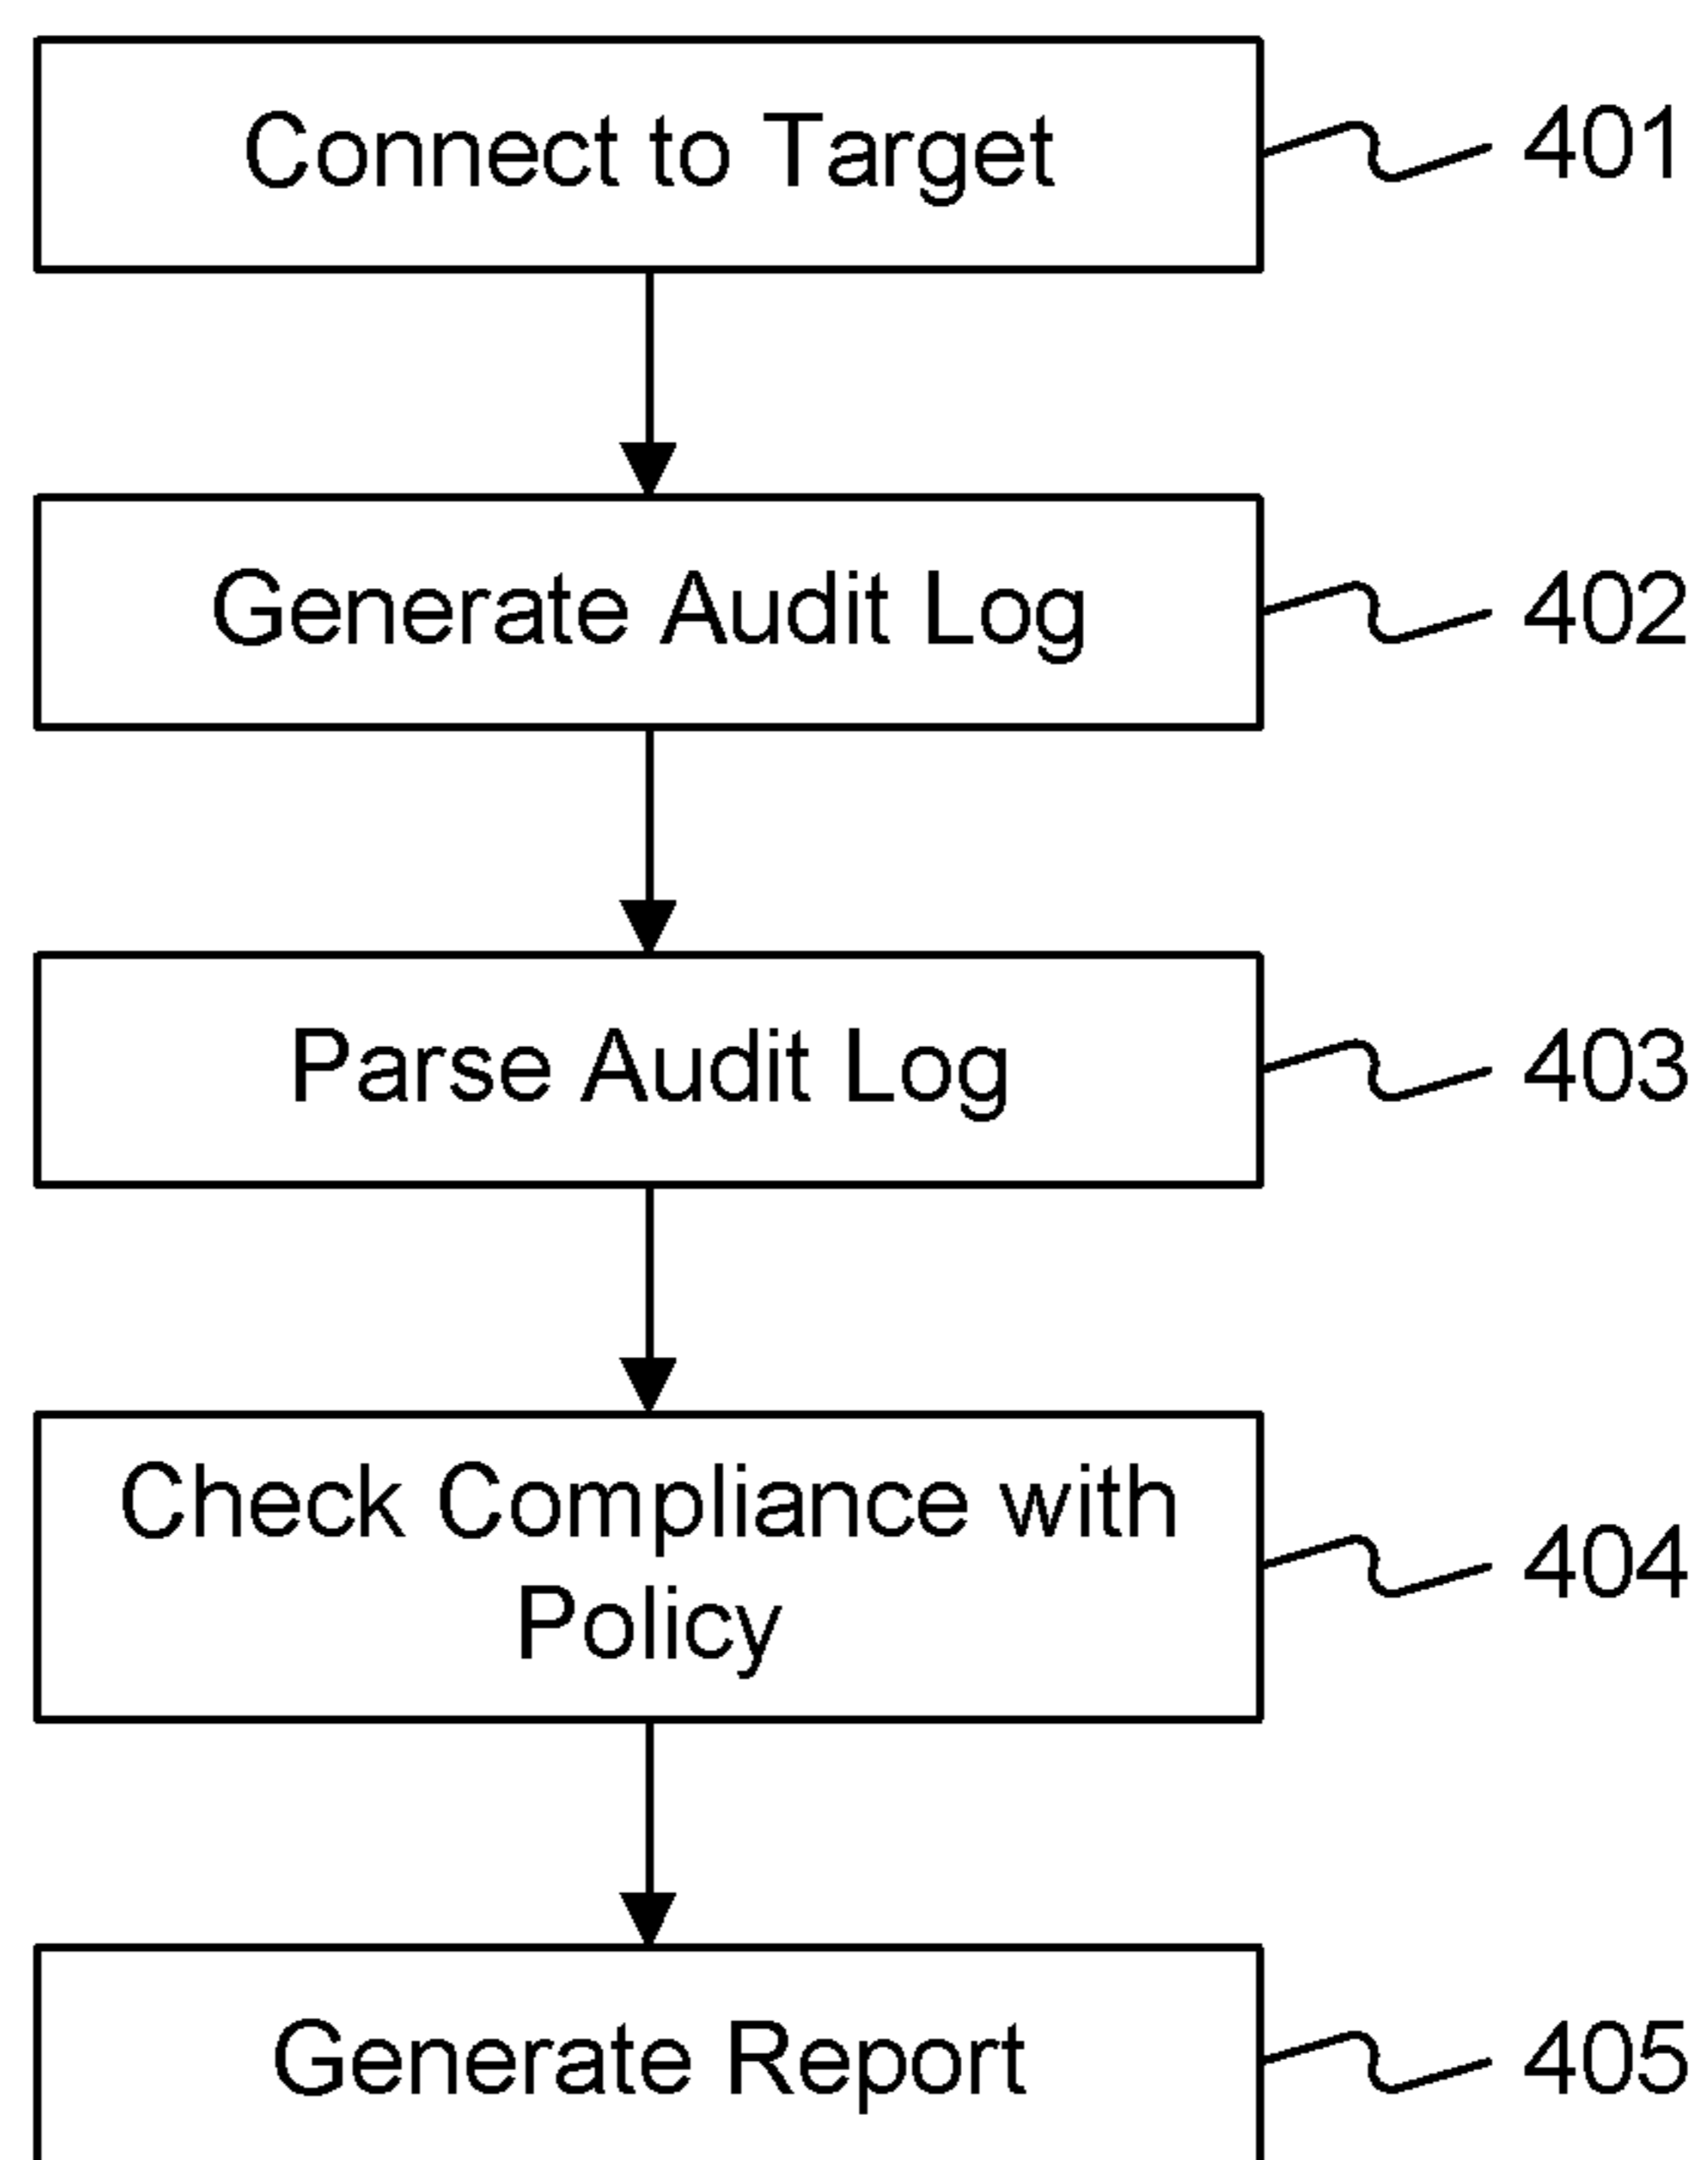 Connect to Target
401
Generate Audit Log
402
Parse Audit Log
403
Check Compliance with
Policy
404
Generate Report
405